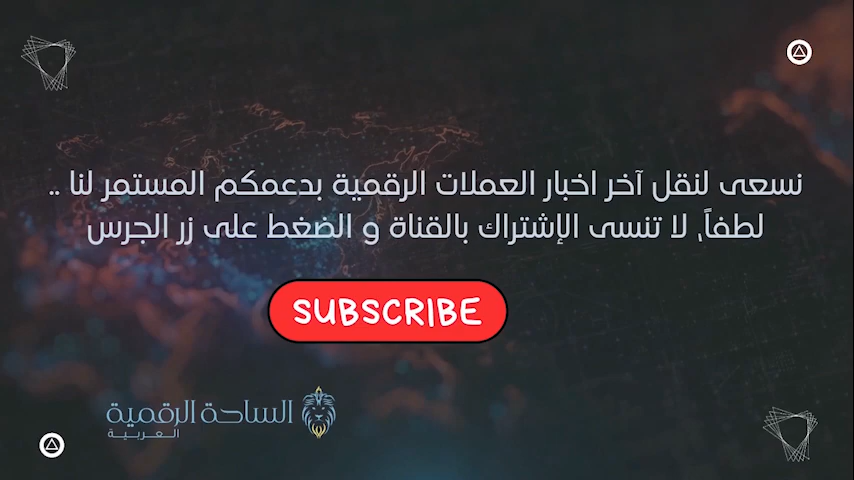 نسعى لنقل آخر اخبار العملات الرقمية بدعمكم المستمر لنا ..
لطفاً، لا تنسى الإشتراك بالقناة و الضغط على زر الجرس
SUBSCRIBE
الساحة الرقمية
العربية